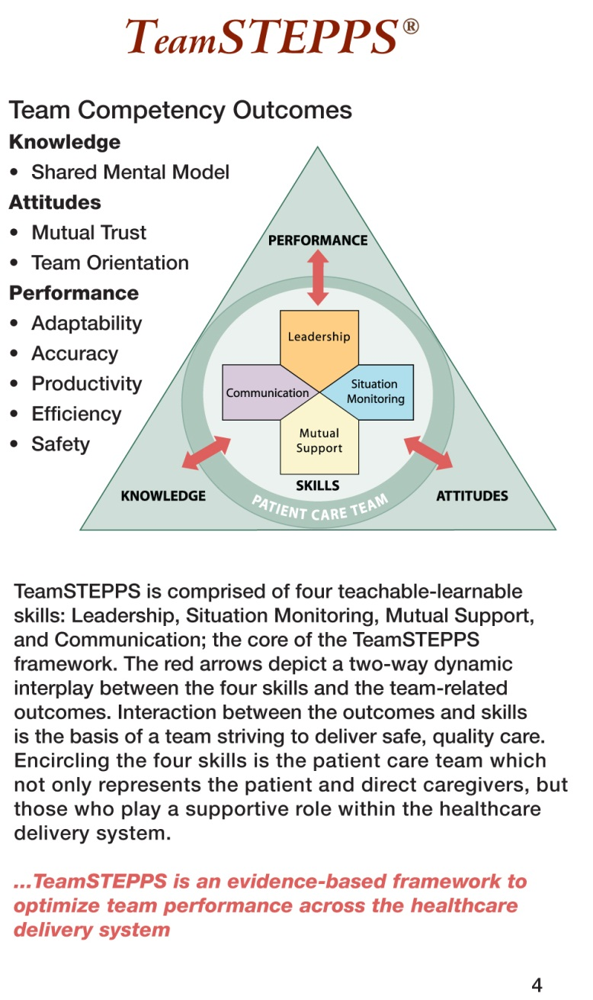 TeamSTEPPS®
Team Competency Outcomes
Knowledge
• Shared Mental Model
Attitudes
• Mutual Trust
• Team Orientation
Performance
• Adaptability
• Accuracy
• Productivity
• Efficiency
• Safety
PERFORMANCE
Leadership
Communication
Situation
Monitoring
Mutual
Support
SKILLS
KNOWLEDGE
ATTITUDES
PATIENT CARE TEAM
TeamSTEPPS is comprised of four teachable-learnable
skills: Leadership, Situation Monitoring, Mutual Support,
and Communication; the core of the TeamSTEPPS
framework. The red arrows depict a two-way dynamic
interplay between the four skills and the team-related
outcomes. Interaction between the outcomes and skills
is the basis of a team striving to deliver safe, quality care.
Encircling the four skills is the patient care team which
not only represents the patient and direct caregivers, but
those who play a supportive role within the healthcare
delivery system.
...TeamSTEPPS is an evidence-based framework to
optimize team performance across the healthcare
delivery system
4